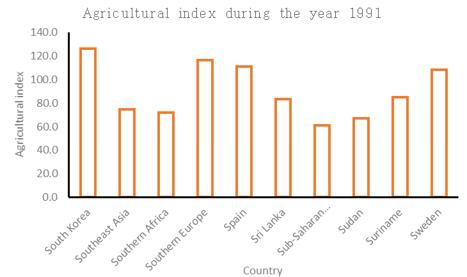 Agricultural index during the year 1991
140.0
120.0
100.0
80.0
60.0
40.0
20.0
0.0
Agricultural index
South Korea
Southeast Asia
Southern Africa
Southern Europe
Spain
Sri Lanka
Sub-Saharan...
Sudan
Suriname
Sweden
Country